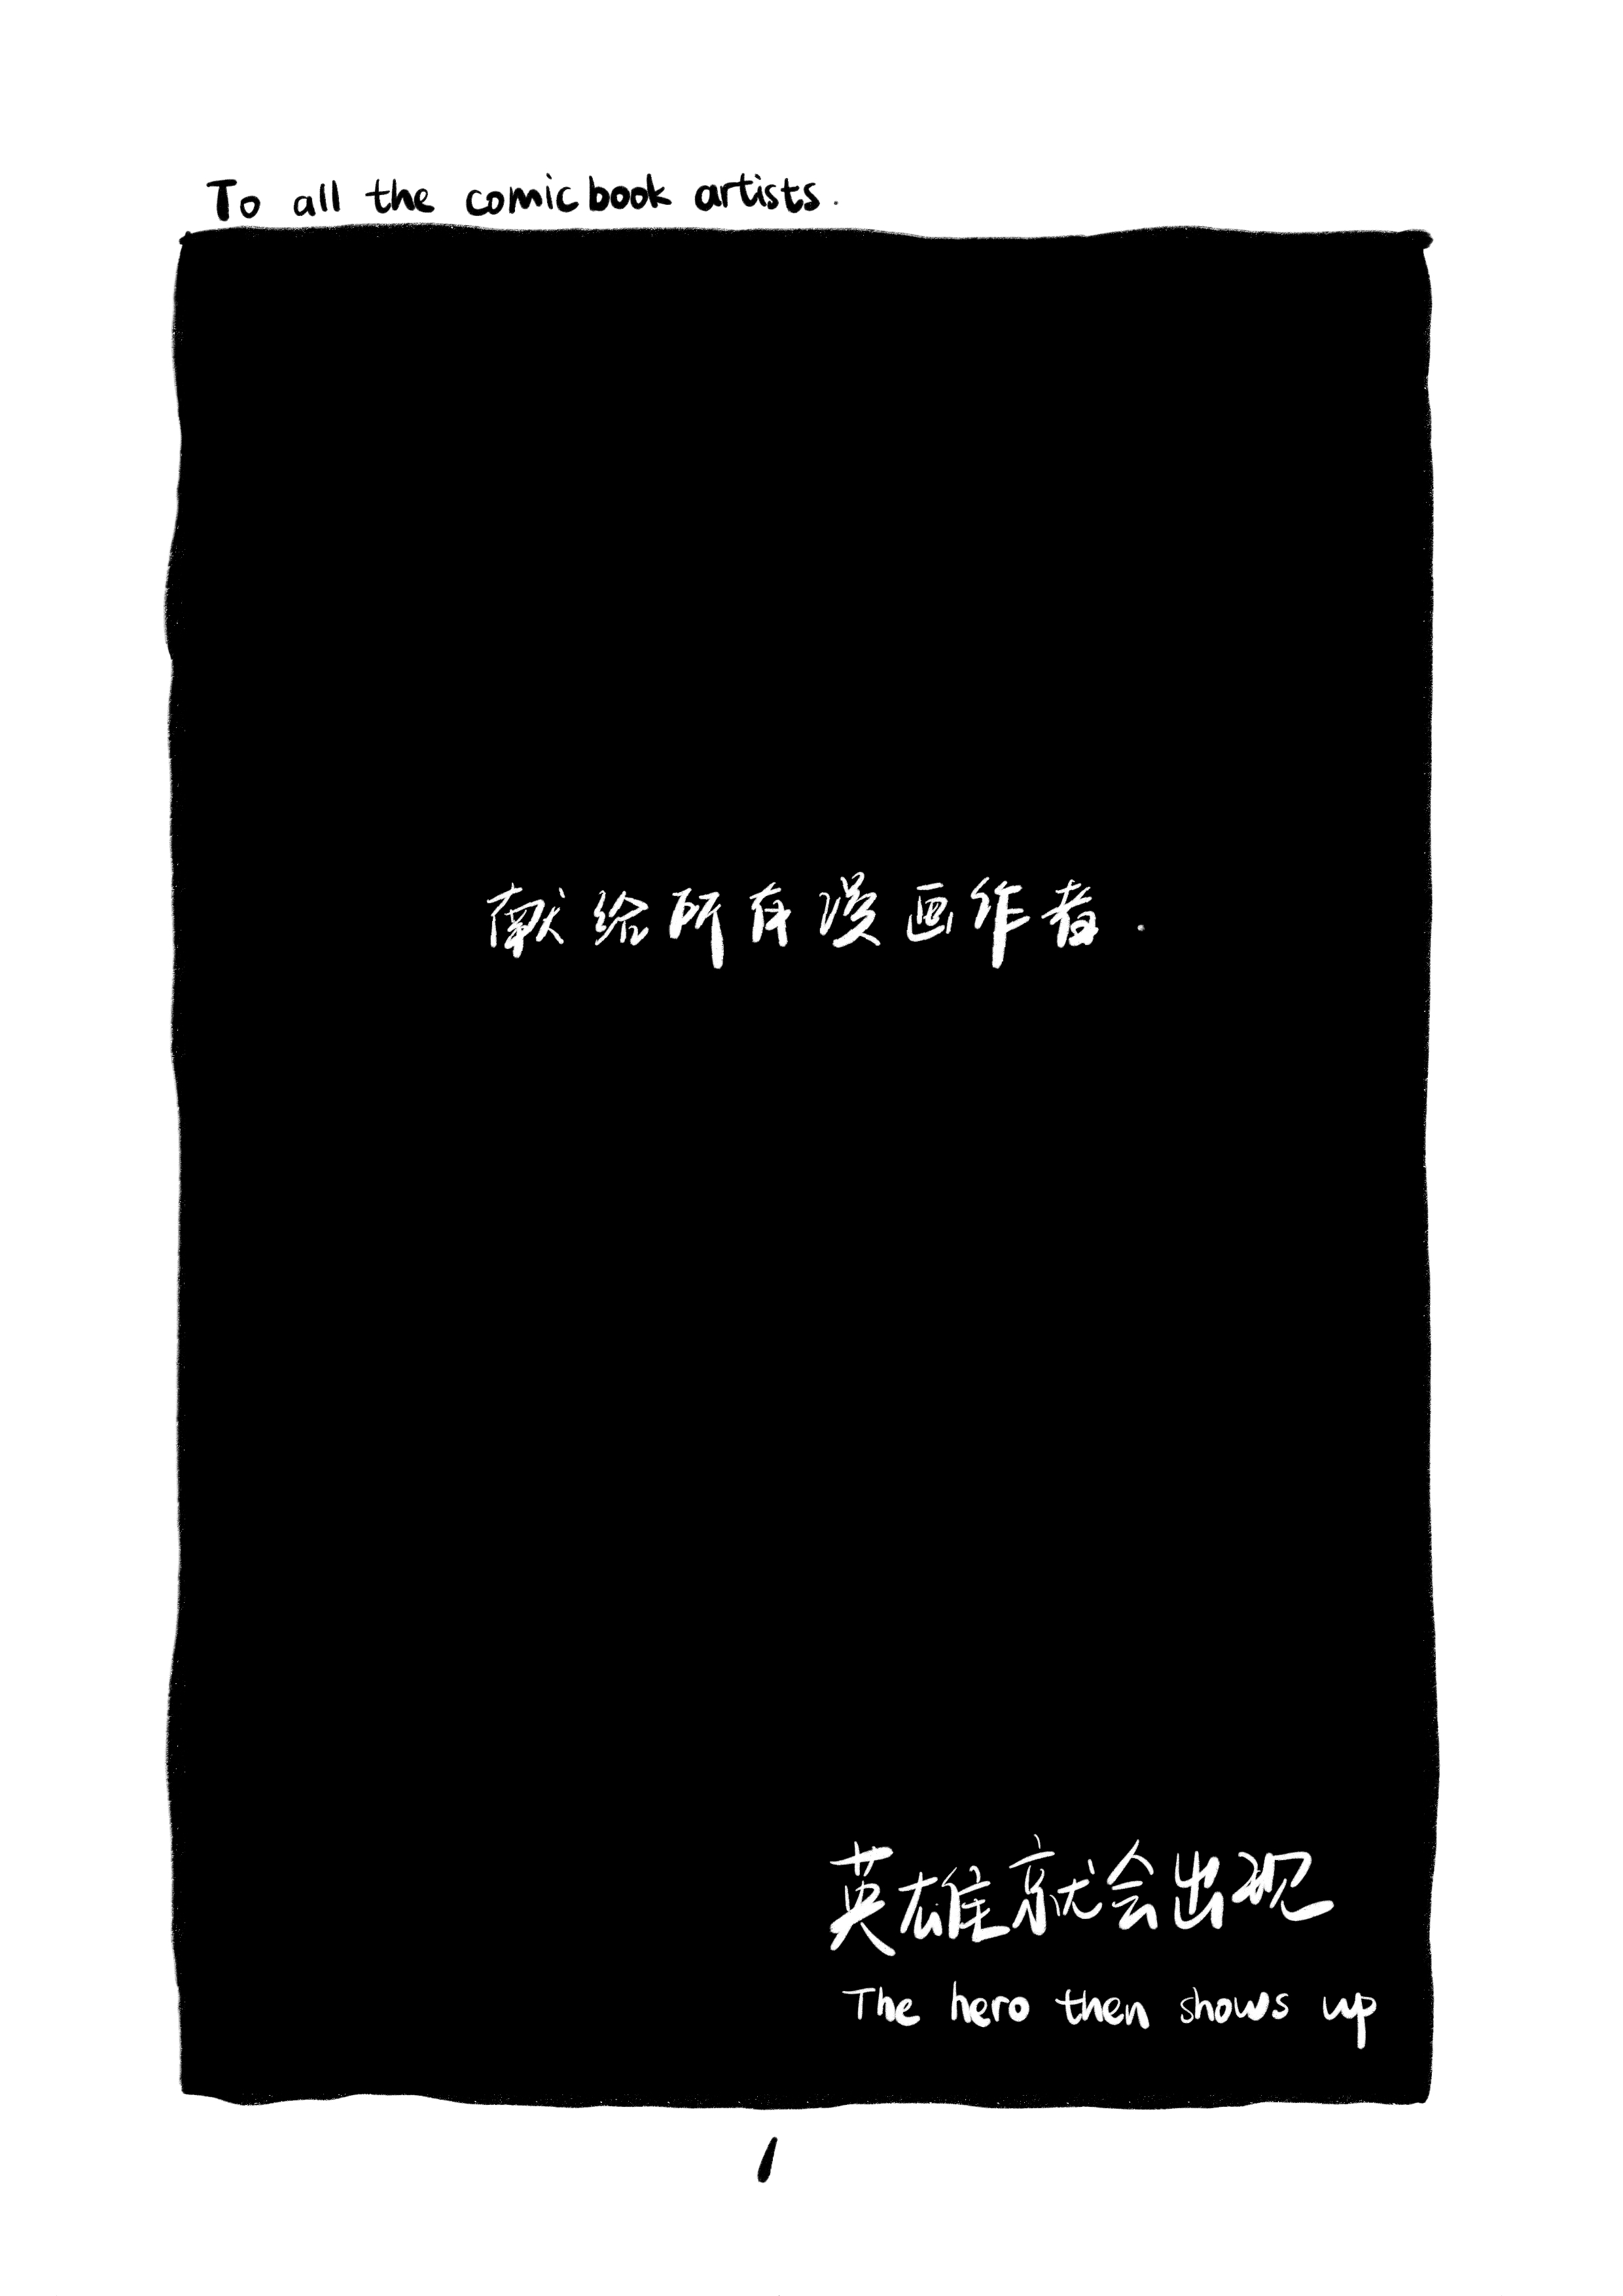 To all the comic book artists.
献给所有漫画作者.
英雄就会出现
The hero then shows up
1